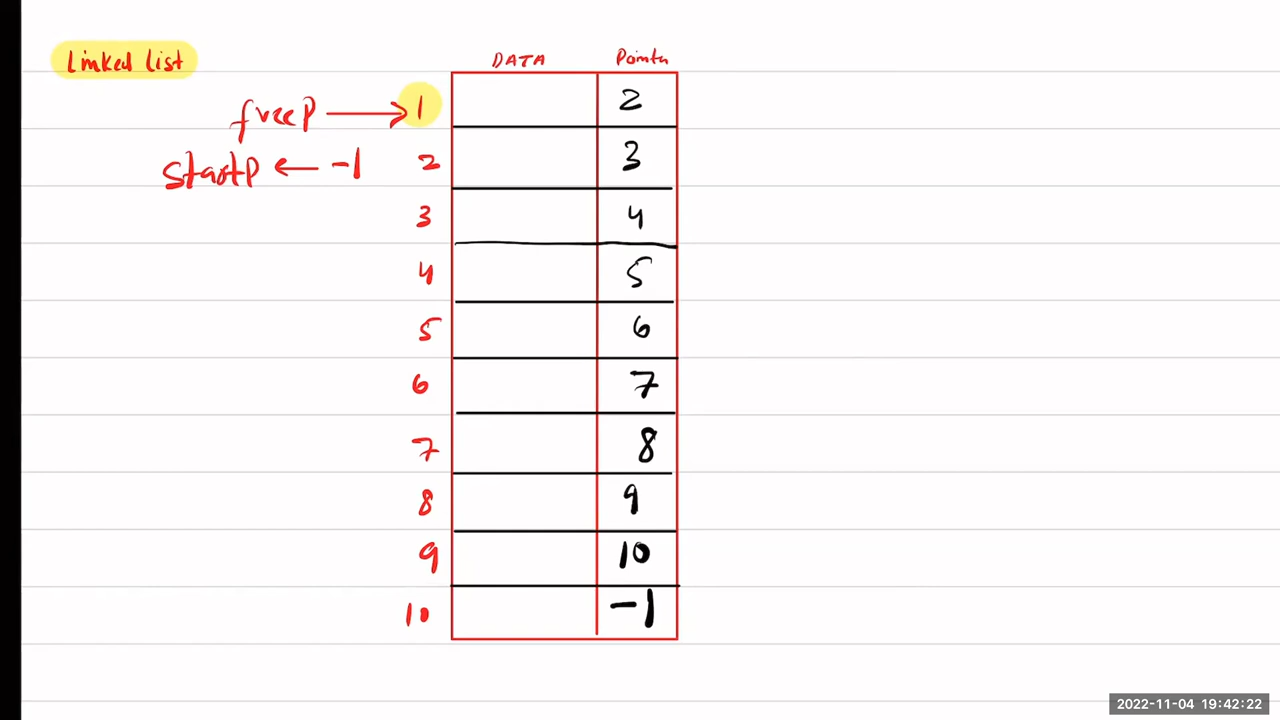 Linked list
DATA Pointer
freeP → 1 2
startP ← -1 2 3
3 4
4 5
5 6
6 7
7 8
8 9
9 10
10 -1
2022-11-04 19:42:22